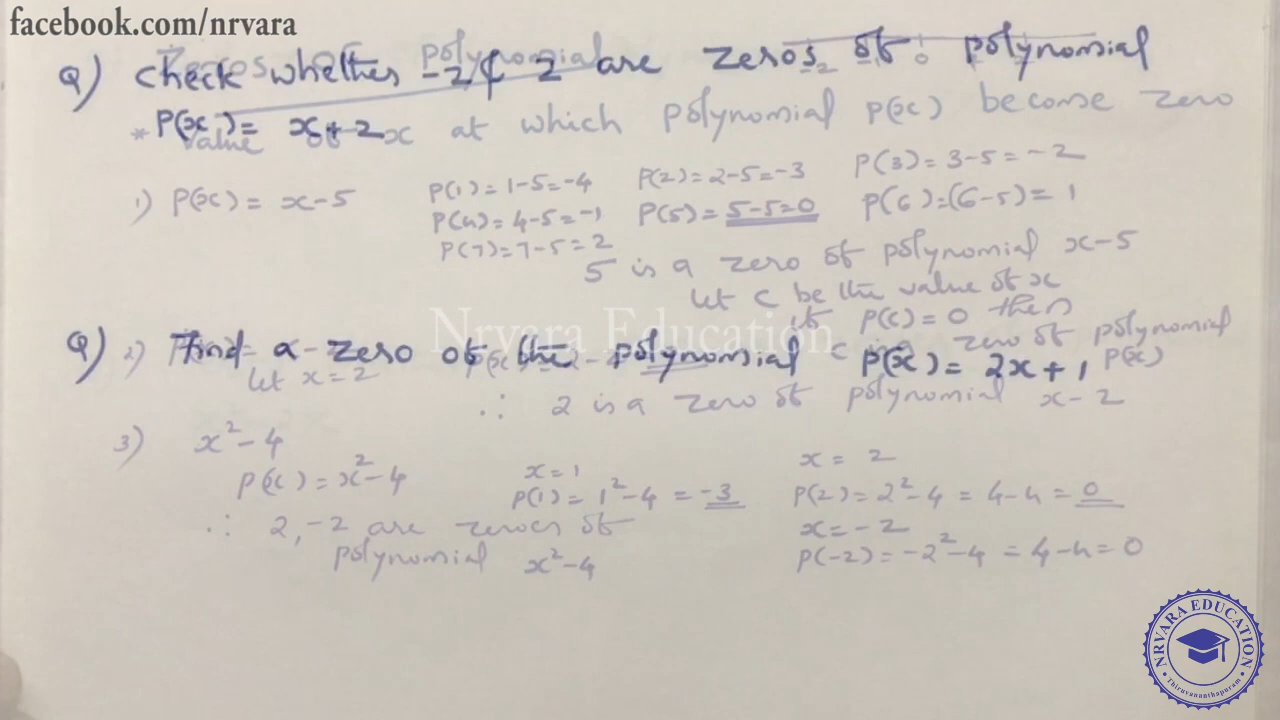 facebook.com/nrvara
Zeros of polynomial
Q) Check whether -2 & 2 are zeros of polynomial
P(x) = x + 2
* value of x at which polynomial P(x) become zero
1) P(x) = x-5
P(1) = 1-5 = -4
P(2) = 2-5 = -3
P(3) = 3-5 = -2
P(4) = 4-5 = -1
P(5) = 5-5=0
P(6) = (6-5) = 1
P(7) = 7-5 = 2
5 is a zero of polynomial x-5
let c be the value of x
if P(c) = 0 then
c zero of polynomial P(x)
Nrvara Education
Q) Find a zero of the polynomial P(x) = 2x + 1
2)
let x = 2
∴ 2 is a zero of polynomial x-2
3) x²-4
P(x) = x²-4
x = 1
P(1) = 1²-4 = -3
x = 2
P(2) = 2²-4 = 4-4 = 0
x = -2
P(-2) = -2²-4 = 4-4 = 0
∴ 2, -2 are zeroes of
polynomial x²-4
NRVARA EDUCATION
Thiruvananthapuram